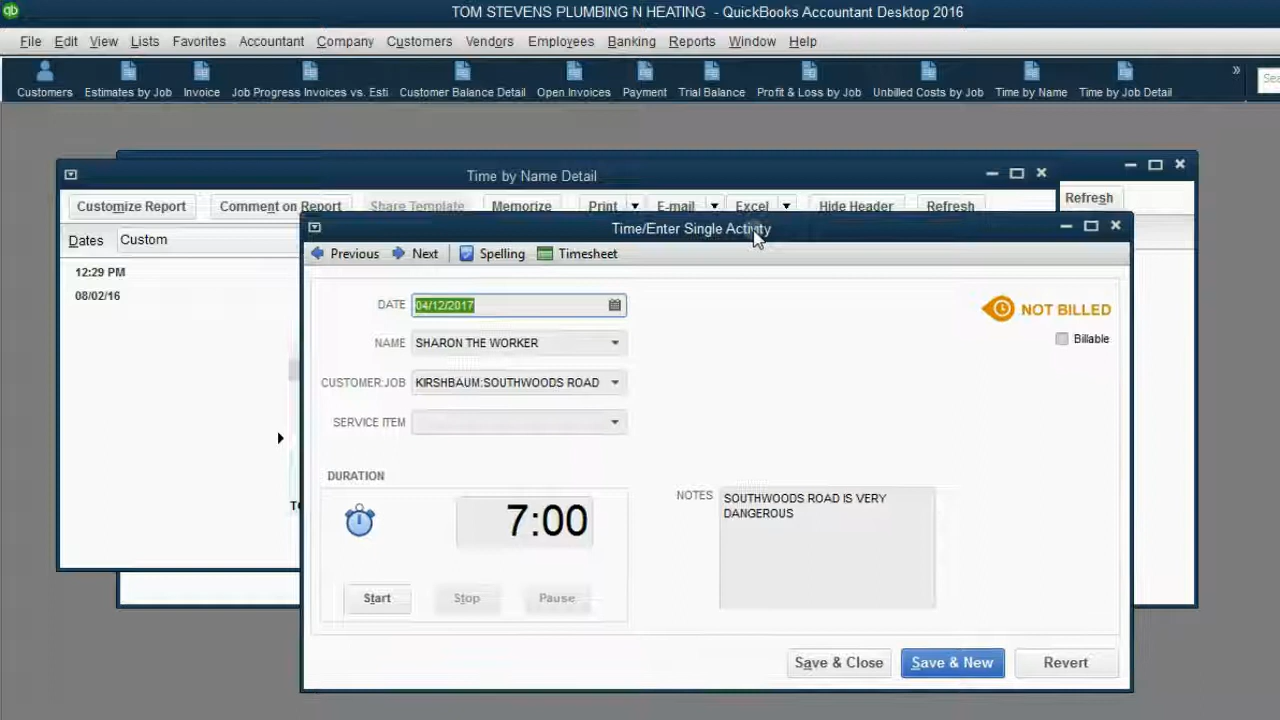 qb
TOM STEVENS PLUMBING N HEATING - QuickBooks Accountant Desktop 2016
File Edit View Lists Favorites Accountant Company Customers Vendors Employees Banking Reports Window Help
Customers Estimates by Job Invoice Job Progress Invoices vs. Esti Customer Balance Detail Open Invoices Payment Trial Balance Profit & Loss by Job Unbilled Costs by Job Time by Name Time by Job Detail » Sea
Time by Name Detail
Customize Report Comment on Report Share Template Memorize Print E-mail Excel Hide Header Refresh
Refresh
Dates Custom
12:29 PM
08/02/16
Time/Enter Single Activity
Previous Next Spelling Timesheet
DATE 04/12/2017
NOT BILLED
Billable
NAME SHARON THE WORKER
CUSTOMER:JOB KIRSHBAUM:SOUTHWOODS ROAD
SERVICE ITEM
DURATION
7:00
Start Stop Pause
NOTES SOUTHWOODS ROAD IS VERY
DANGEROUS
Save & Close Save & New Revert